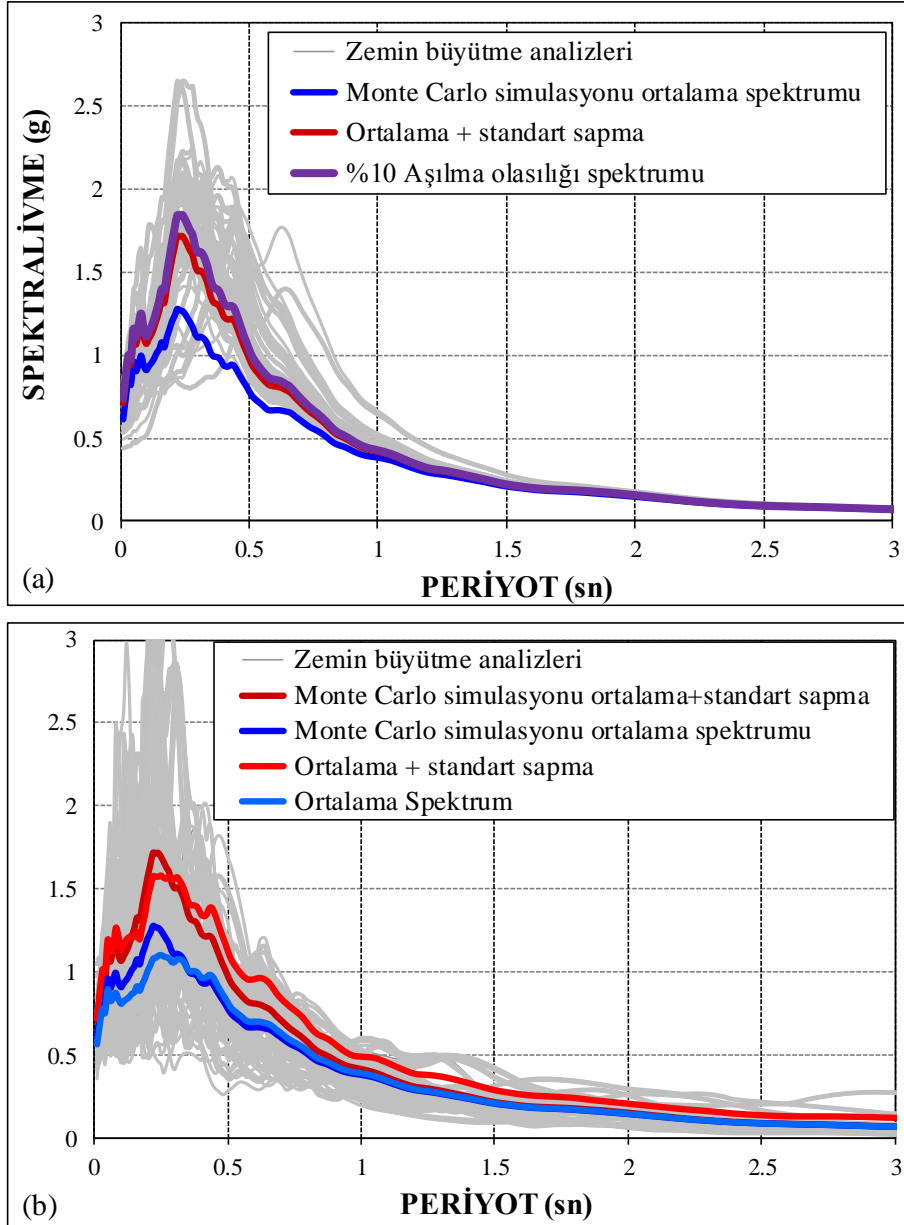 3
2.5
2
1.5
1
0.5
0
SPEKTRALİVME (g)
Zemin büyütme analizleri
Monte Carlo simulasyonu ortalama spektrumu
Ortalama + standart sapma
%10 Aşılma olasılığı spektrumu
0 0.5 1 1.5 2 2.5 3
(a)
PERİYOT (sn)
3
2.5
2
1.5
1
0.5
0
Zemin büyütme analizleri
Monte Carlo simulasyonu ortalama+standart sapma
Monte Carlo simulasyonu ortalama spektrumu
Ortalama + standart sapma
Ortalama Spektrum
0 0.5 1 1.5 2 2.5 3
(b)
PERİYOT (sn)